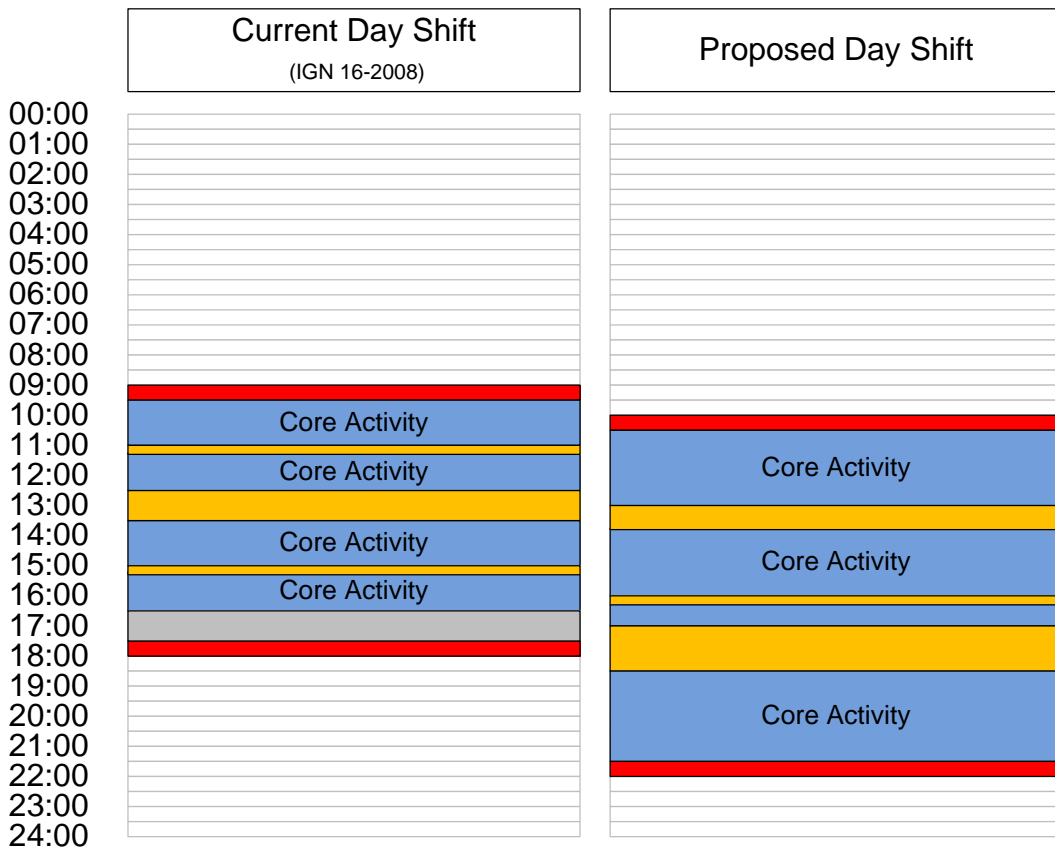 Current Day Shift
(IGN 16-2008)
Proposed Day Shift
00:00
01:00
02:00
03:00
04:00
05:00
06:00
07:00
08:00
09:00
10:00
11:00
12:00
13:00
14:00
15:00
16:00
17:00
18:00
19:00
20:00
21:00
22:00
23:00
24:00
Core Activity
Core Activity
Core Activity
Core Activity
Core Activity
Core Activity
Core Activity